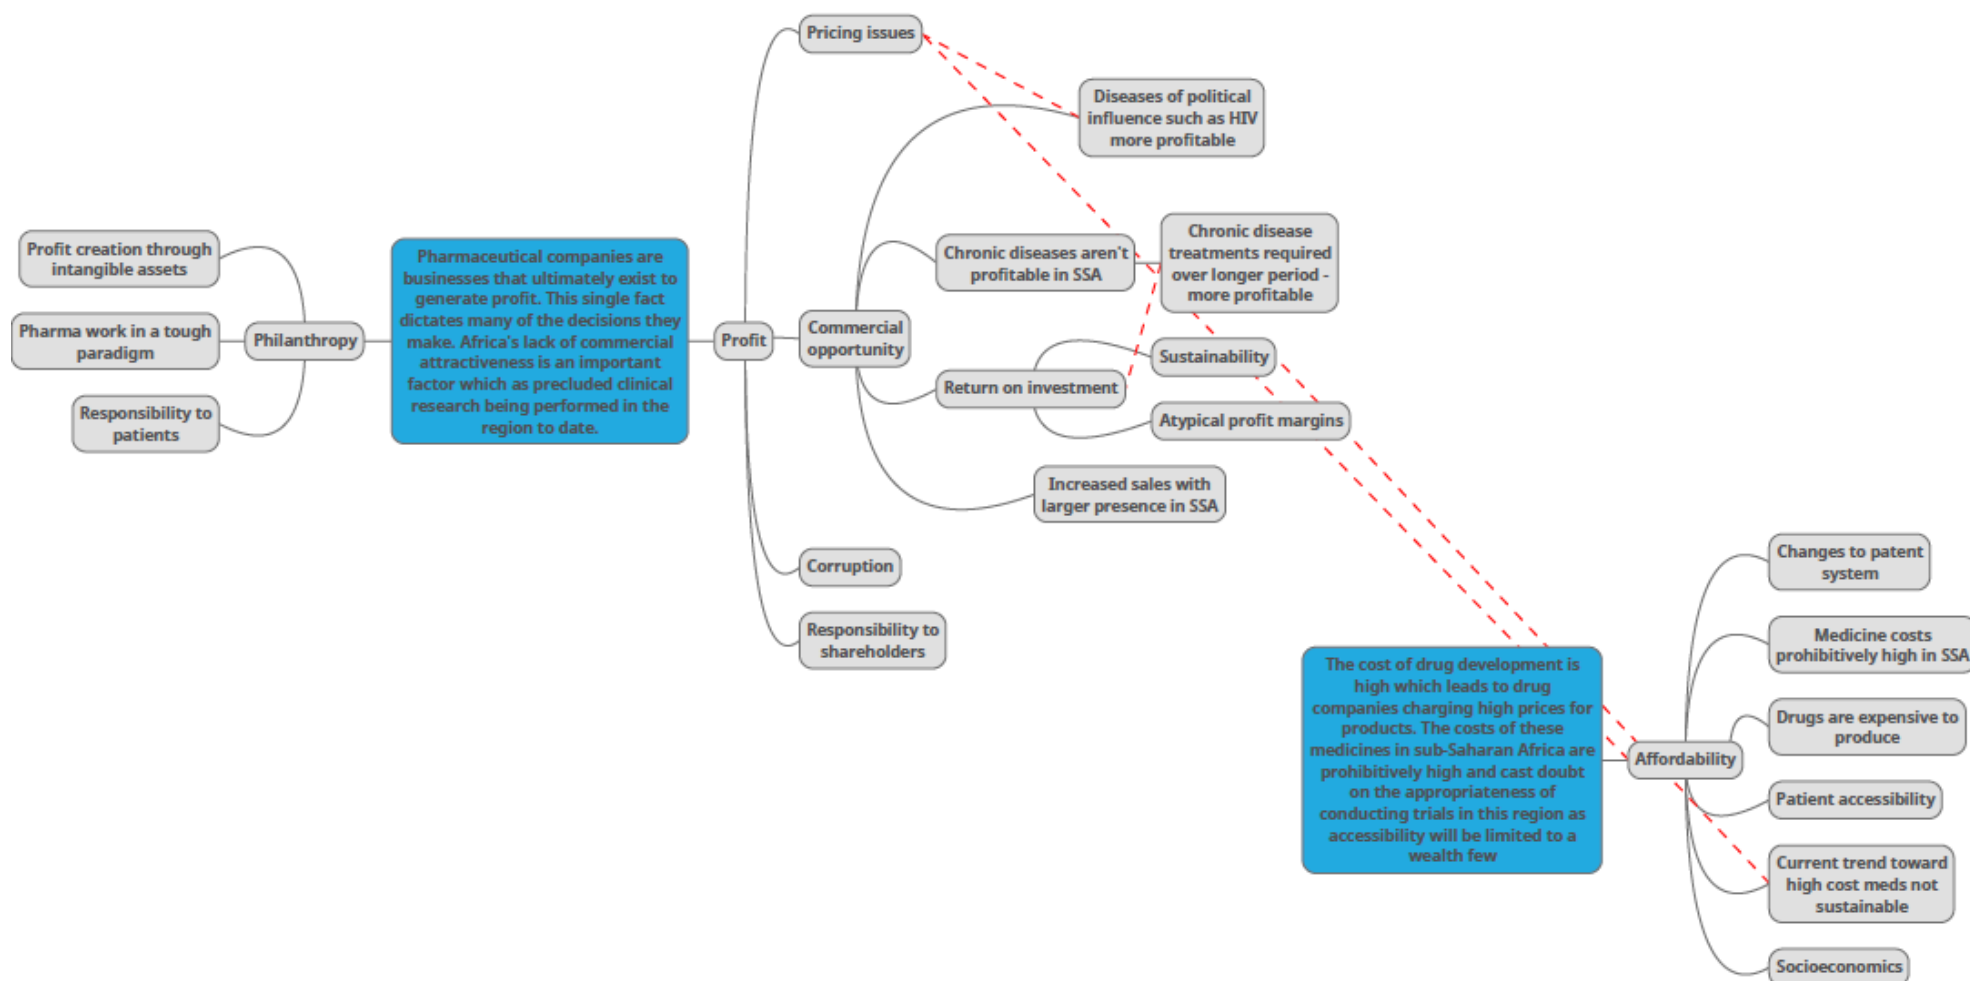 Pricing issues
Diseases of political
influence such as HIV
more profitable
Profit creation through
intangible assets
Pharma work in a tough
paradigm
Responsibility to
patients
Philanthropy
Pharmaceutical companies are
businesses that ultimately exist to
generate profit. This single fact
dictates many of the decisions they
make. Africa's lack of commercial
attractiveness is an important
factor which as precluded clinical
research being performed in the
region to date.
Profit
Commercial
opportunity
Chronic diseases aren't
profitable in SSA
Chronic disease
treatments required
over longer period -
more profitable
Return on investment
Sustainability
Atypical profit margins
Increased sales with
larger presence in SSA
Corruption
Responsibility to
shareholders
The cost of drug development is
high which leads to drug
companies charging high prices for
products. The costs of these
medicines in sub-Saharan Africa are
prohibitively high and cast doubt
on the appropriateness of
conducting trials in this region as
accessibility will be limited to a
wealth few
Affordability
Changes to patent
system
Medicine costs
prohibitively high in SSA
Drugs are expensive to
produce
Patient accessibility
Current trend toward
high cost meds not
sustainable
Socioeconomics